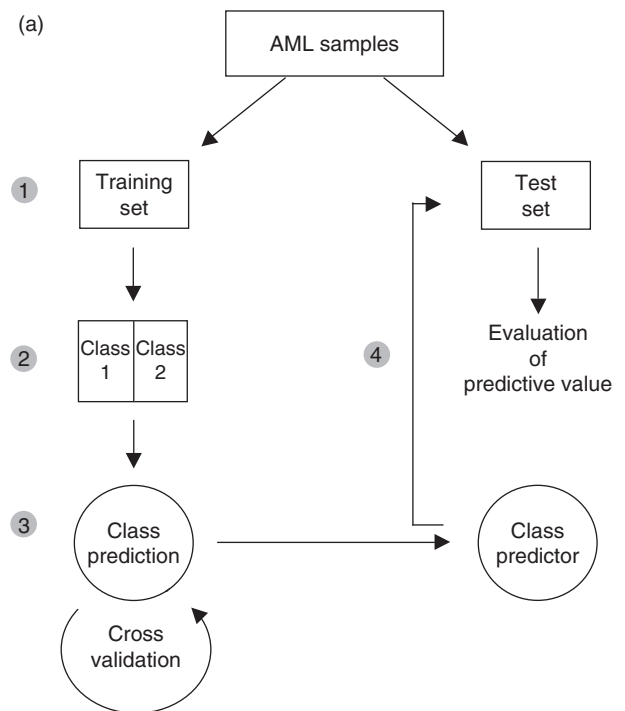 (a)
AML samples
1
Training
set
Test
set
2
Class
1
Class
2
4
Evaluation
of
predictive value
3
Class
prediction
Class
predictor
Cross
validation